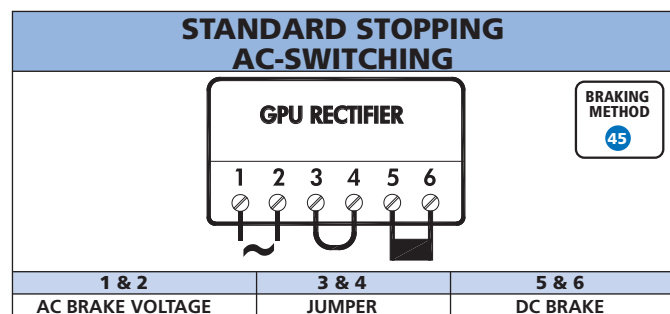 STANDARD STOPPING
AC-SWITCHING
GPU RECTIFIER
BRAKING
METHOD
45
1 2 3 4 5 6
1 & 2 3 & 4 5 & 6
AC BRAKE VOLTAGE JUMPER DC BRAKE